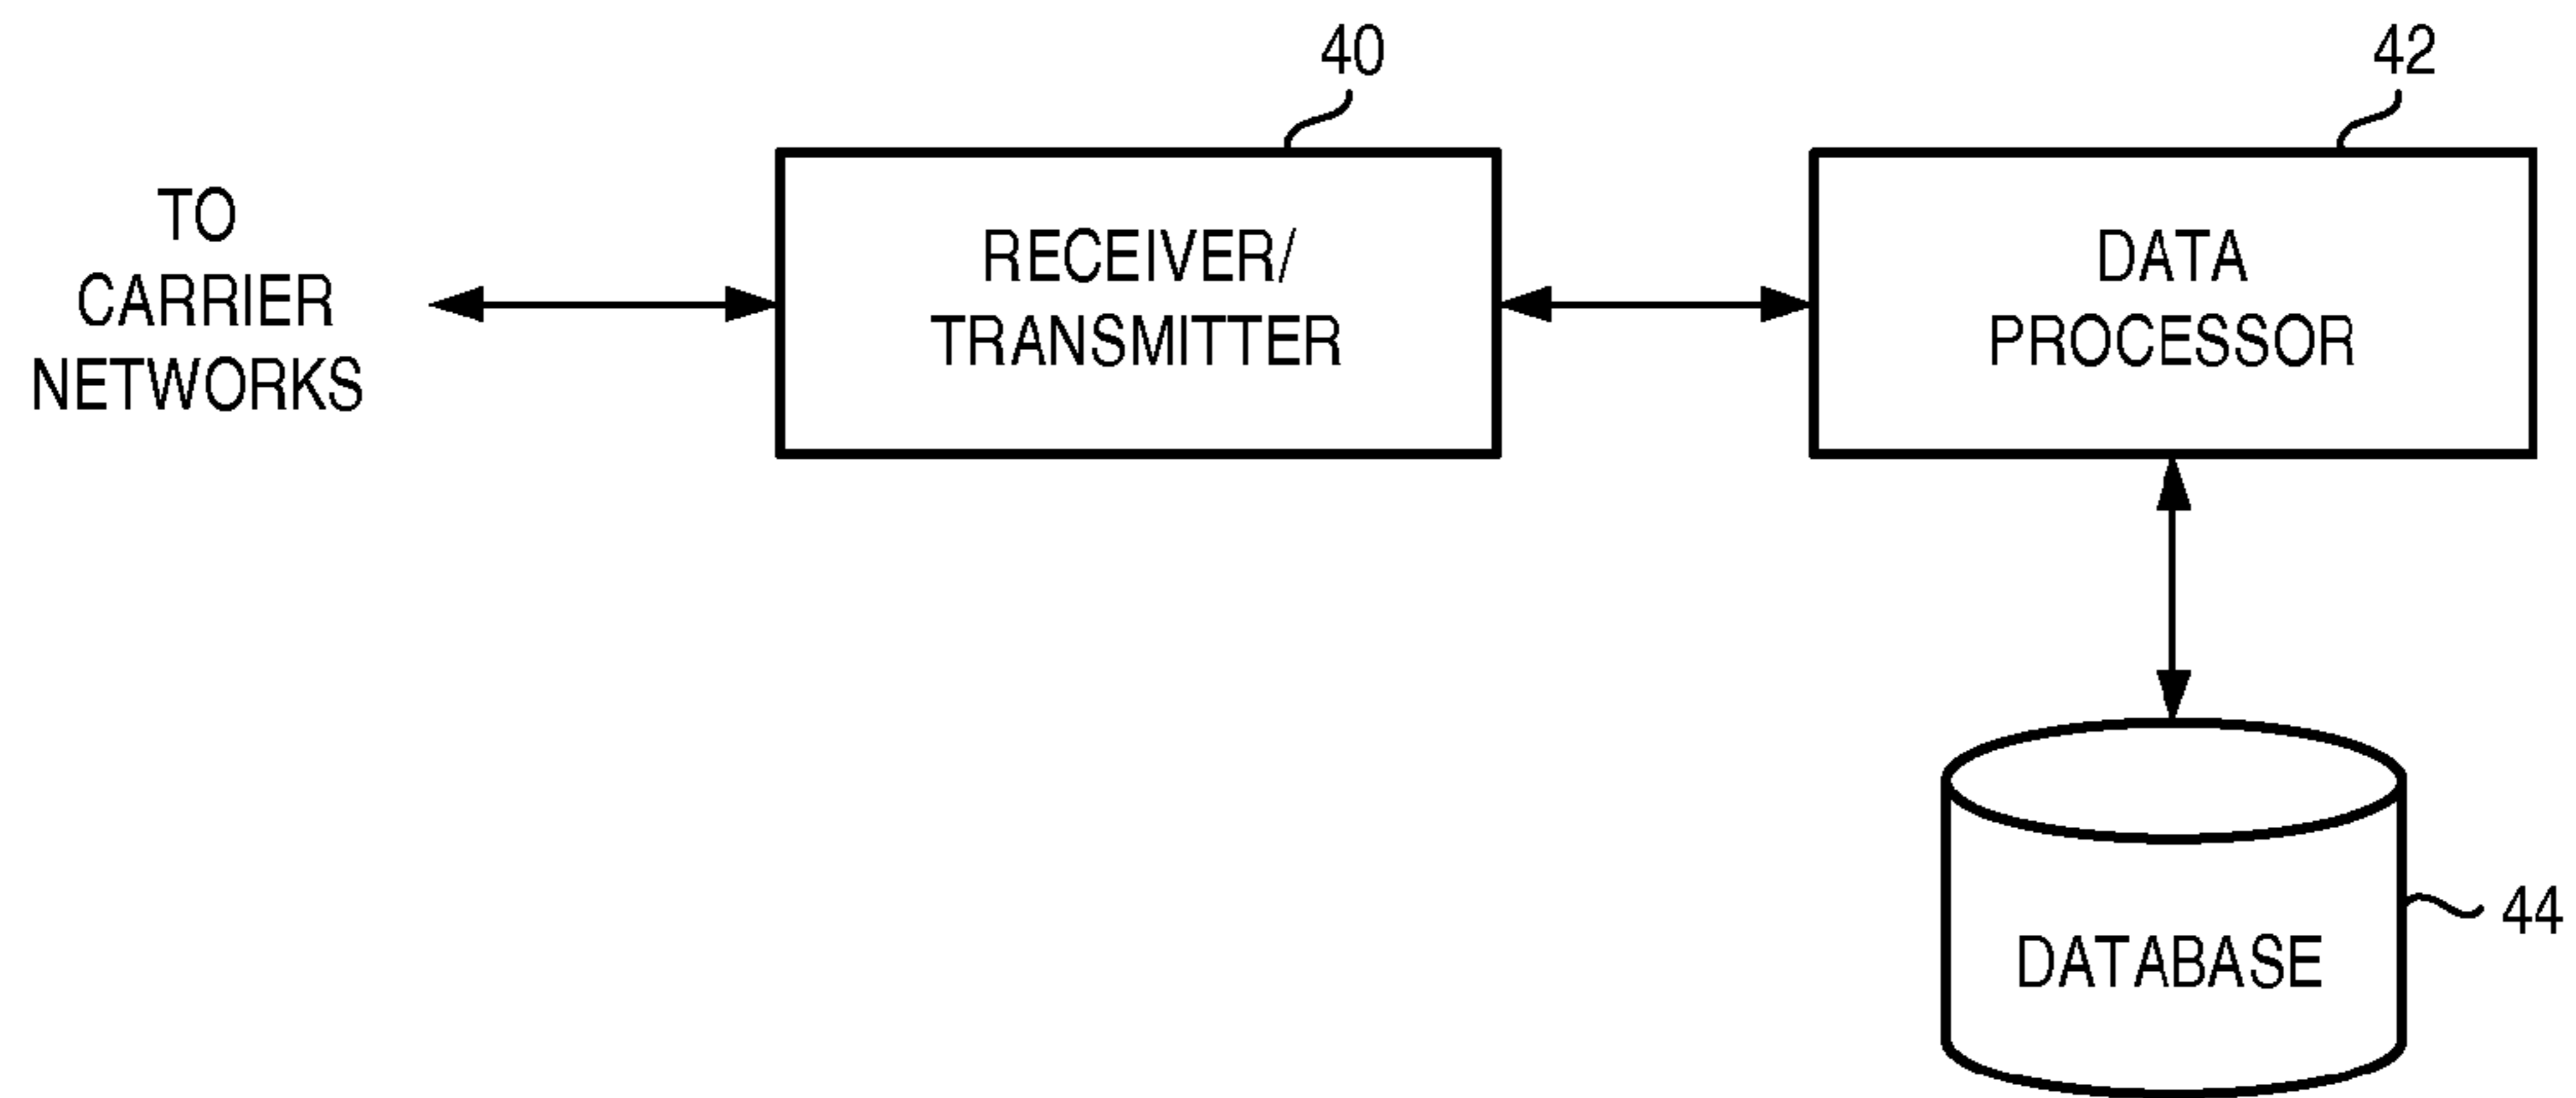 40
42
TO
CARRIER
NETWORKS
RECEIVER/
TRANSMITTER
DATA
PROCESSOR
44
DATABASE